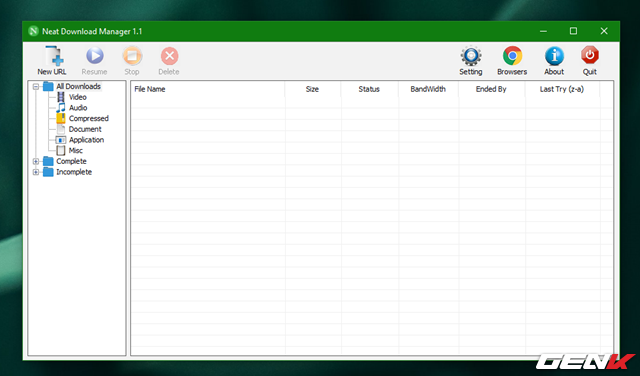 Neat Download Manager 1.1
New URL Resume Stop Delete Setting Browsers About Quit
All Downloads
Video
Audio
Compressed
Document
Application
Misc
Complete
Incomplete
File Name Size Status BandWidth Ended By Last Try (z-a)
GENK